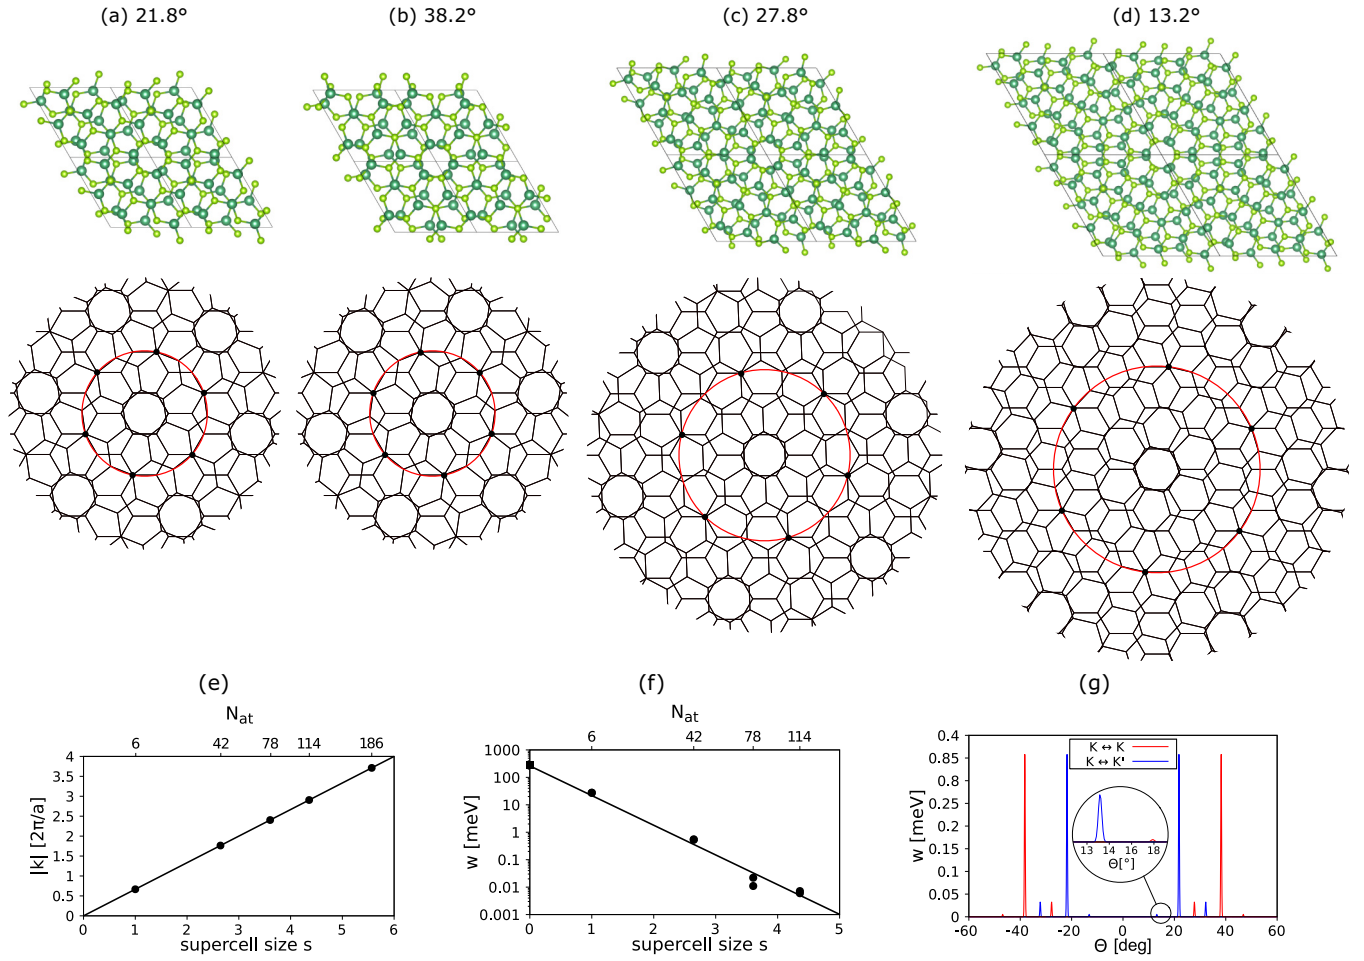 (a) 21.8°
(b) 38.2°
(c) 27.8°
(d) 13.2°
(e)
N_at
6 42 78 114 186
4
3.5
3
2.5
2
1.5
1
0.5
0
|k| [2π/a]
0 1 2 3 4 5 6
supercell size s
(f)
N_at
6 42 78 114
1000
100
10
1
0.1
0.01
0.001
w [meV]
0 1 2 3 4 5
supercell size s
(g)
K ↔ K
K ↔ K'
0.4
0.85
0.8
0.25
0.2
0.15
0.1
0.05
0
w [meV]
13 14 16 18
Θ[°]
-60 -40 -20 0 20 40 60
Θ [deg]